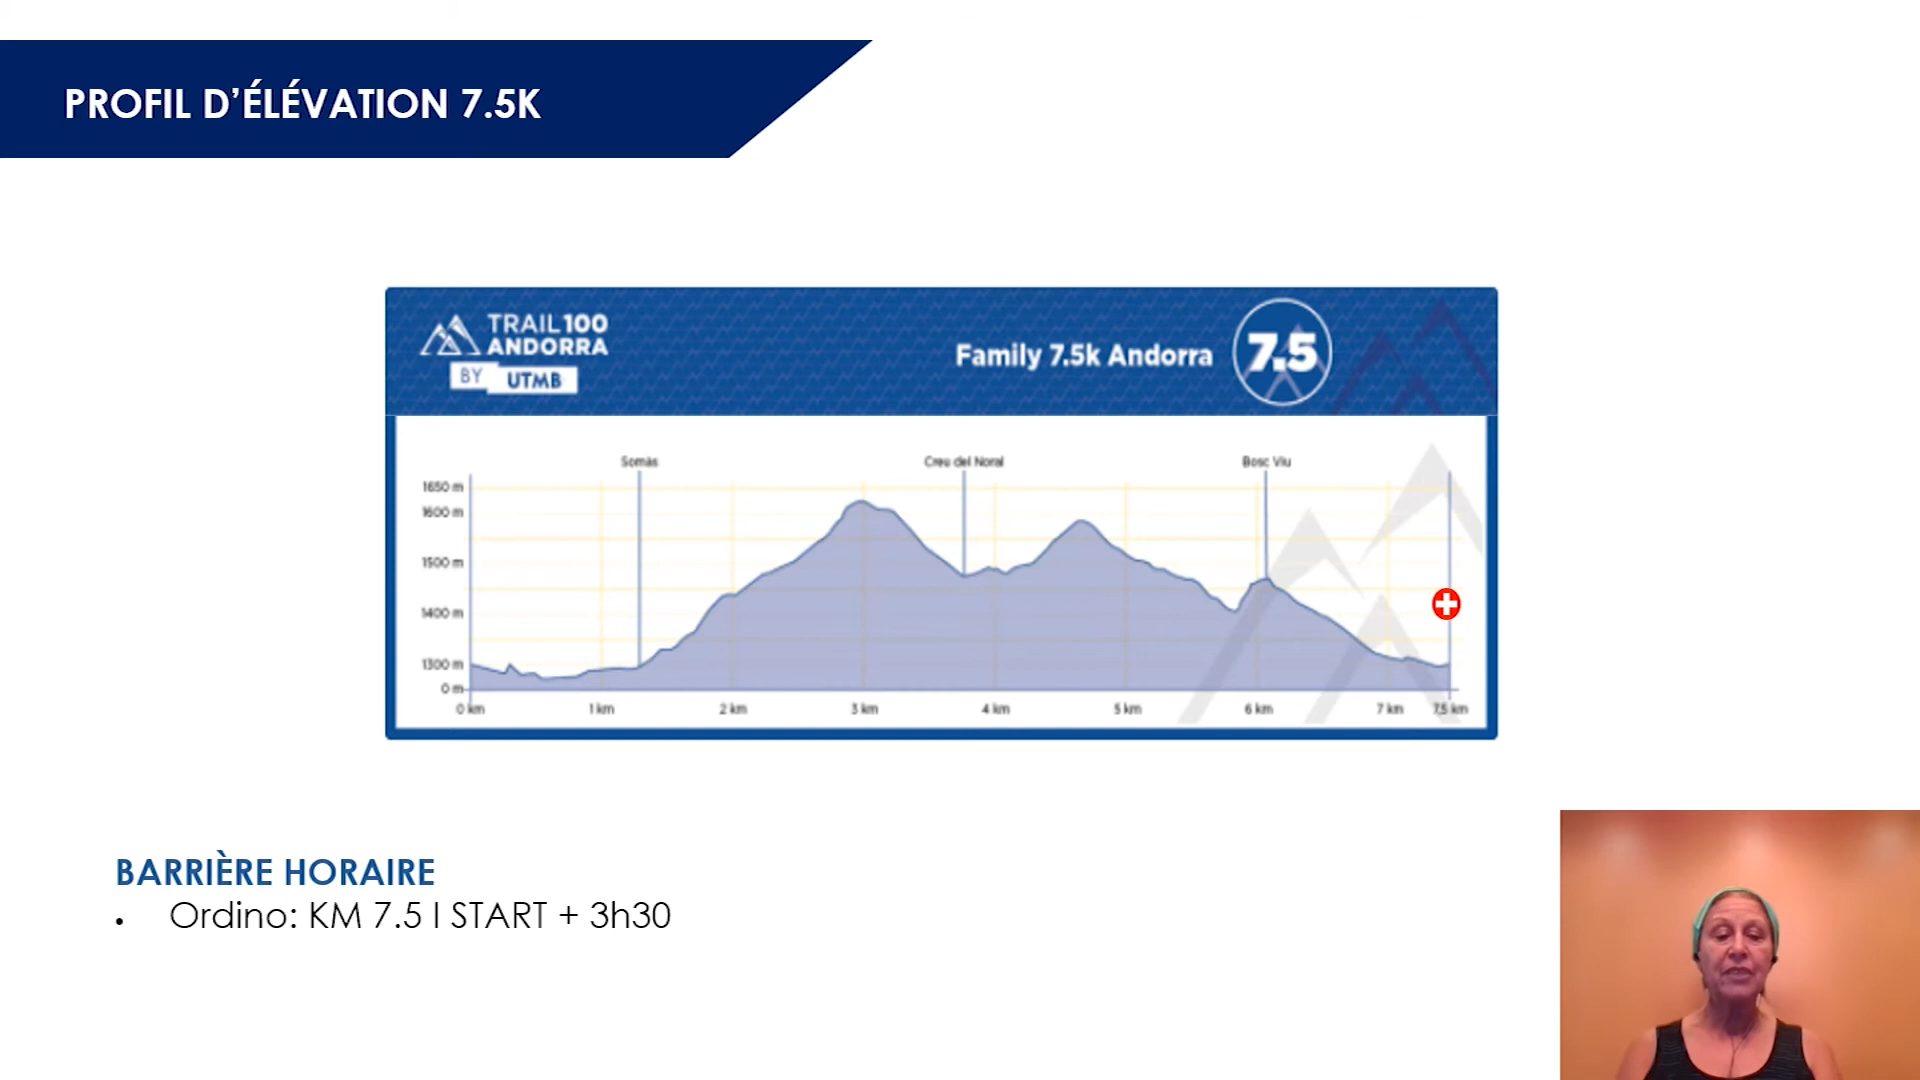 PROFIL D’ÉLÉVATION 7.5K
TRAIL100
ANDORRA
BY UTMB
Family 7.5k Andorra
7.5
Somàs
Creu del Noral
Bosc Viu
1650 m
1600 m
1500 m
1400 m
1300 m
0 m
0 km
1 km
2 km
3 km
4 km
5 km
6 km
7 km
7,5 km
BARRIÈRE HORAIRE
• Ordino: KM 7.5 I START + 3h30